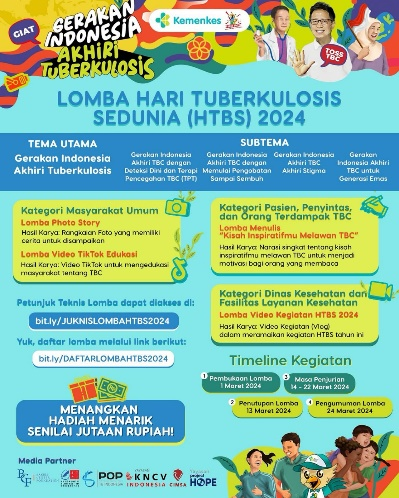 GIAT
GERAKAN
INDONESIA
AKHIRI
TUBERKULOSIS
Kemenkes
TOSS
TBC
LOMBA HARI TUBERKULOSIS
SEDUNIA (HTBS) 2024
TEMA UTAMA
Gerakan Indonesia
Akhiri Tuberkulosis
SUBTEMA
Gerakan Indonesia
Akhiri TBC dengan
Deteksi Dini dan Terapi
Pencegahan TBC (TPT)
Gerakan Indonesia
Akhiri TBC dengan
Memulai Pengobatan
Sampai Sembuh
Gerakan Indonesia
Akhiri TBC
Akhiri Stigma
Gerakan
Indonesia Akhiri
TBC untuk
Generasi Emas
Kategori Masyarakat Umum
Lomba Photo Story
Hasil Karya: Rangkaian Foto yang memiliki
cerita untuk disampaikan
Lomba Video TikTok Edukasi
Hasil Karya: Video TikTok untuk mengedukasi
masyarakat tentang TBC
Kategori Pasien, Penyintas,
dan Orang Terdampak TBC
Lomba Menulis
"Kisah Inspiratifmu Melawan TBC"
Hasil Karya: Narasi singkat tentang kisah
inspiratifmu melawan TBC untuk menjadi
motivasi bagi orang yang membaca
Kategori Dinas Kesehatan dan
Fasilitas Layanan Kesehatan
Lomba Video Kegiatan HTBS 2024
Hasil Karya: Video Kegiatan (Vlog)
dalam meramaikan kegiatan HTBS tahun ini
Petunjuk Teknis Lomba dapat diakses di:
bit.ly/JUKNISLOMBAHTBS2024
Yuk, daftar lomba melalui link berikut:
bit.ly/DAFTARLOMBAHTBS2024
MENANGKAN
HADIAH MENARIK
SENILAI JUTAAN RUPIAH!
Timeline Kegiatan
1 Pembukaan Lomba
1 Maret 2024
3 Masa Penjurian
14 - 22 Maret 2024
2 Penutupan Lomba
13 Maret 2024
4 Pengumuman Lomba
24 Maret 2024
Media Partner
POP
KNCV
INDONESIA
CINSA
HOPE